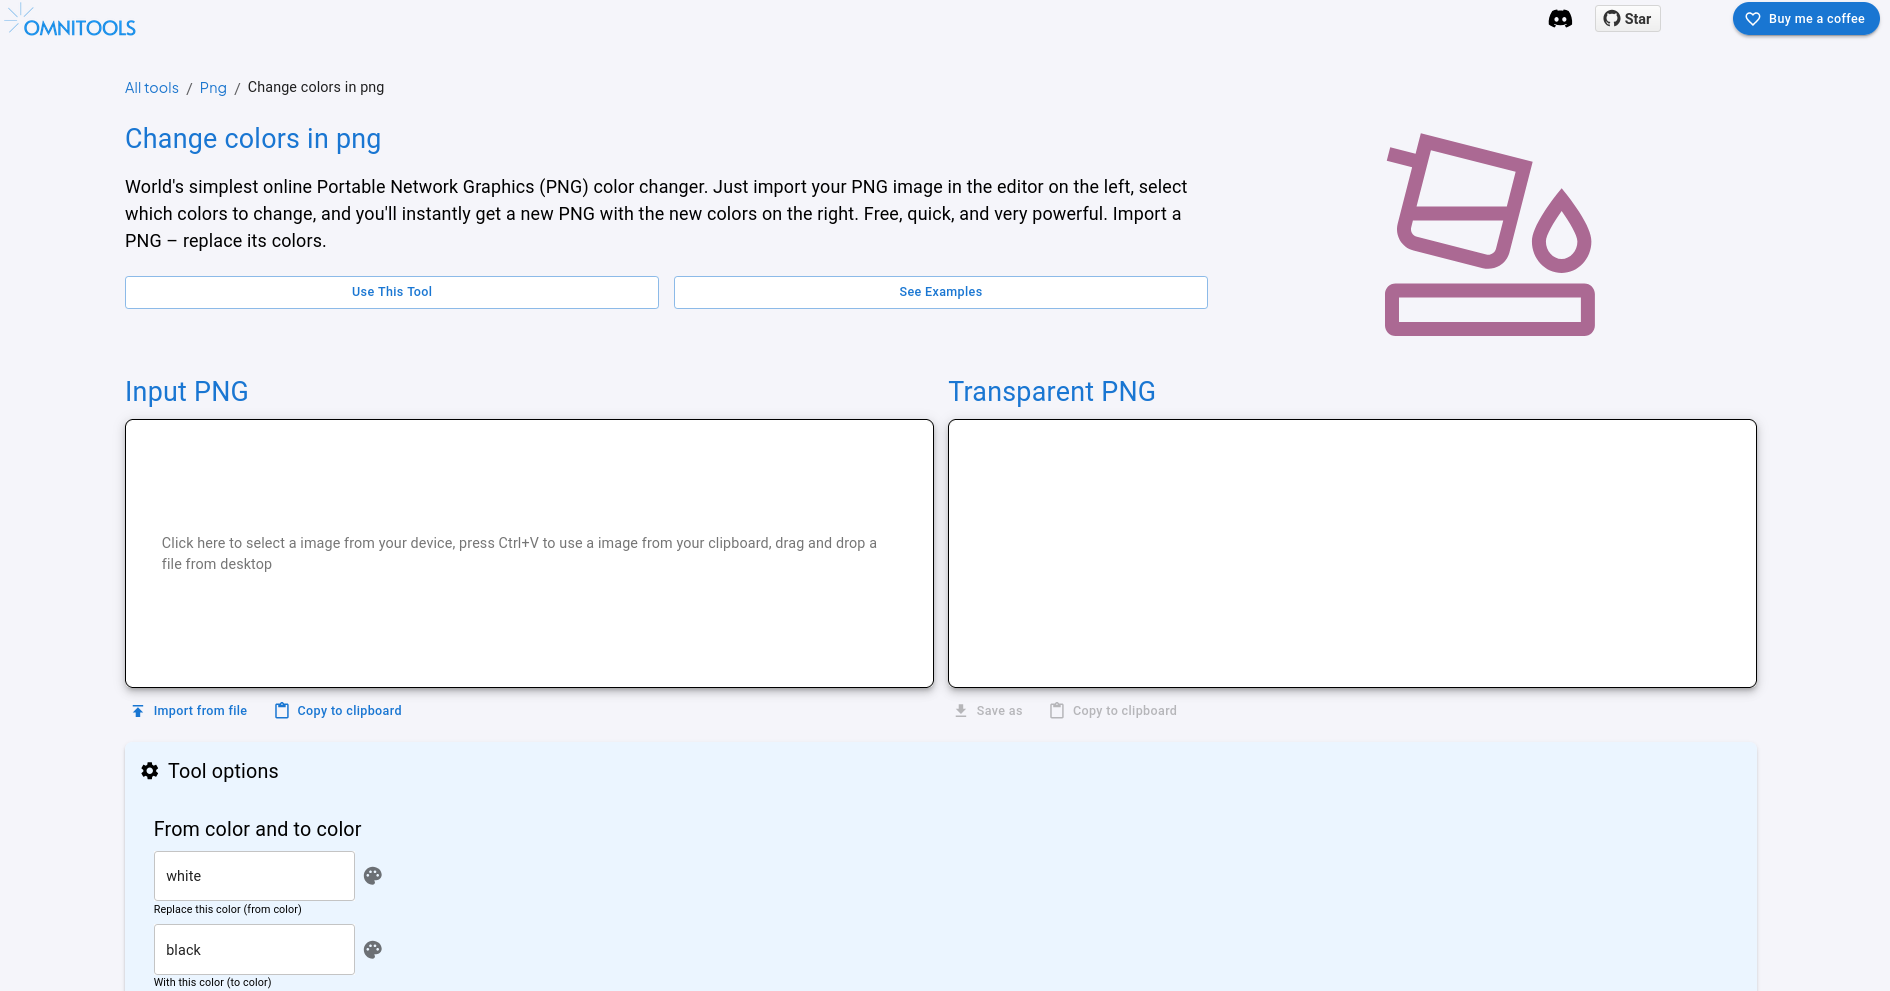 OMNITOOLS
Star
Buy me a coffee
All tools / Png / Change colors in png
Change colors in png
World's simplest online Portable Network Graphics (PNG) color changer. Just import your PNG image in the editor on the left, select
which colors to change, and you'll instantly get a new PNG with the new colors on the right. Free, quick, and very powerful. Import a
PNG – replace its colors.
Use This Tool
See Examples
Input PNG
Transparent PNG
Click here to select a image from your device, press Ctrl+V to use a image from your clipboard, drag and drop a
file from desktop
Import from file
Copy to clipboard
Save as
Copy to clipboard
Tool options
From color and to color
white
Replace this color (from color)
black
With this color (to color)